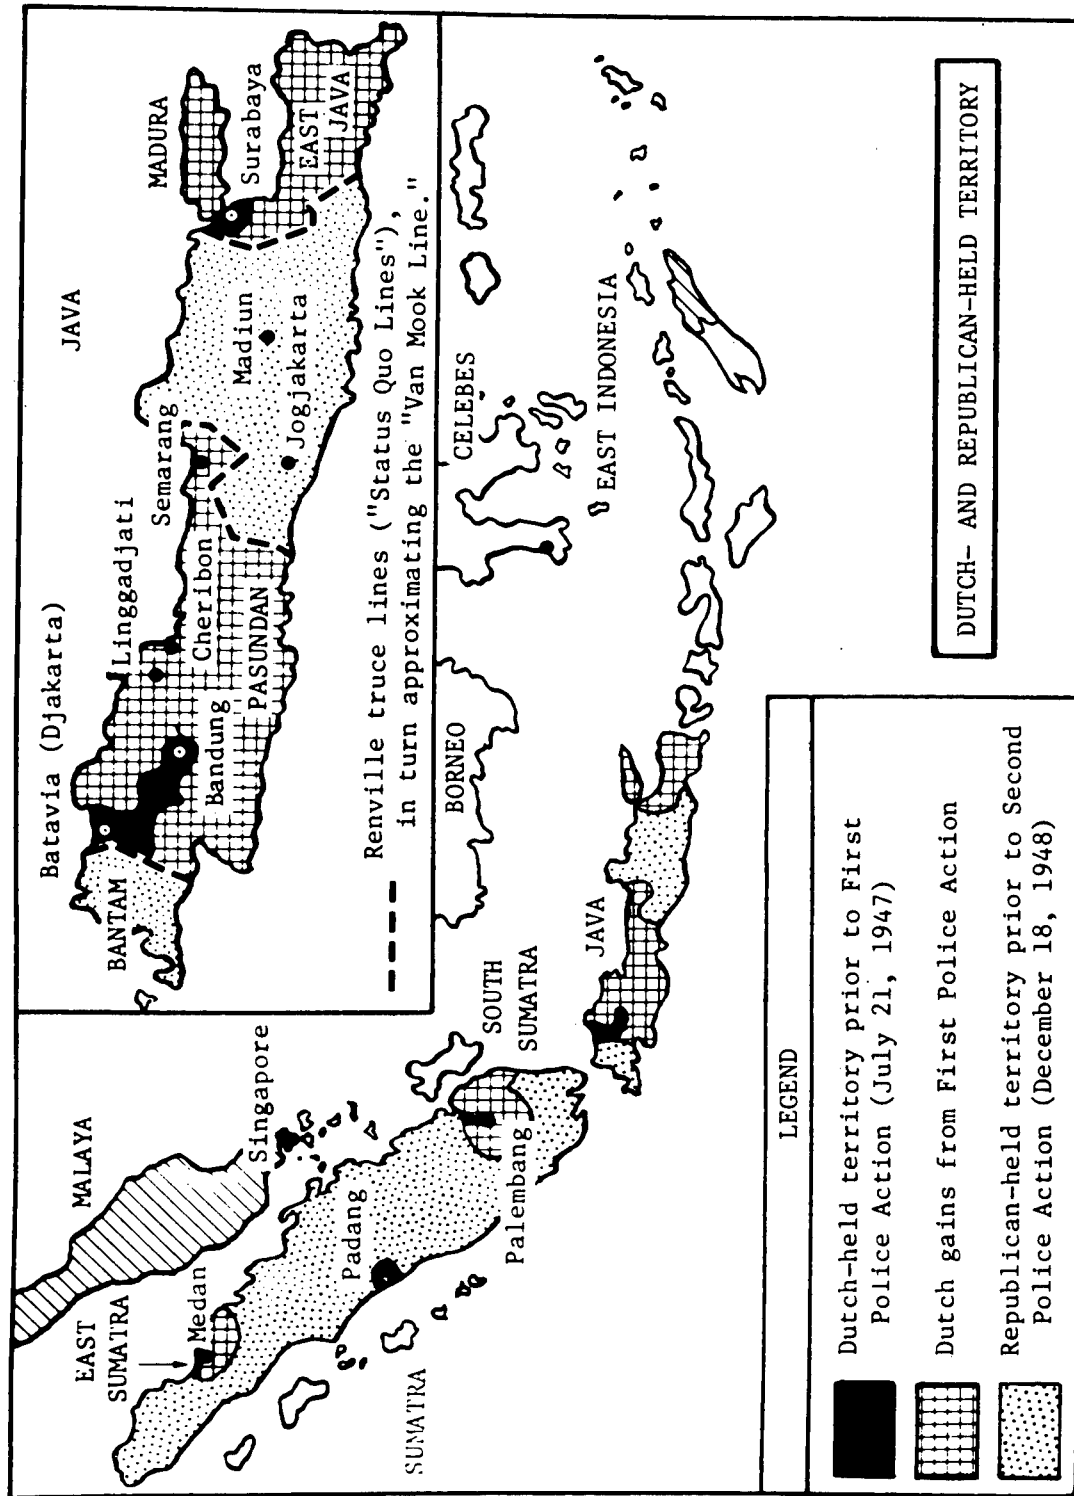 MALAYA
Singapore
EAST
SUMATRA
Medan
Padang
Palembang
SUMATRA
SOUTH
SUMATRA
JAVA
BORNEO
CELEBES
EAST INDONESIA
JAVA
Batavia (Djakarta)
Linggadjati
Semarang
MADURA
Surabaya
BANTAM
Bandung
Cheribon
PASUNDAN
Madiun
Jogjakarta
EAST
JAVA
Renville truce lines ("Status Quo Lines"),
in turn approximating the "Van Mook Line."
LEGEND
Dutch-held territory prior to First
Police Action (July 21, 1947)
Dutch gains from First Police Action
Republican-held territory prior to Second
Police Action (December 18, 1948)
DUTCH- AND REPUBLICAN-HELD TERRITORY